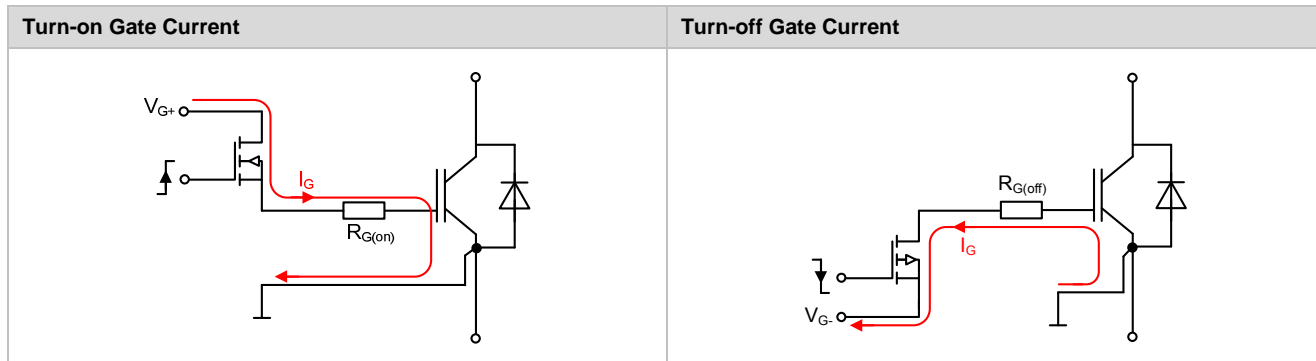 Turn-on Gate Current
Turn-off Gate Current
VG+
IG
RG(on)
RG(off)
IG
VG-